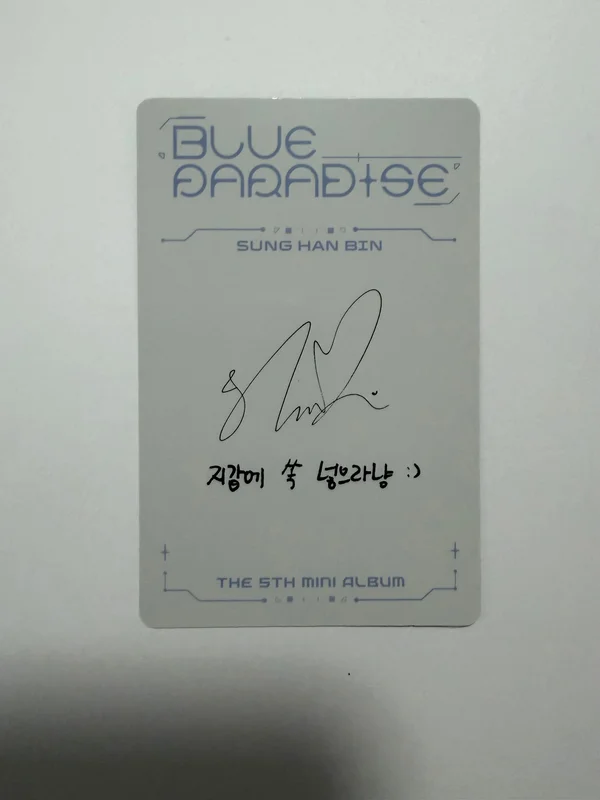 BLUE
PARADISE
SUNG HAN BIN
지갑에 쏙 넣으라냥 :)
THE 5TH MINI ALBUM